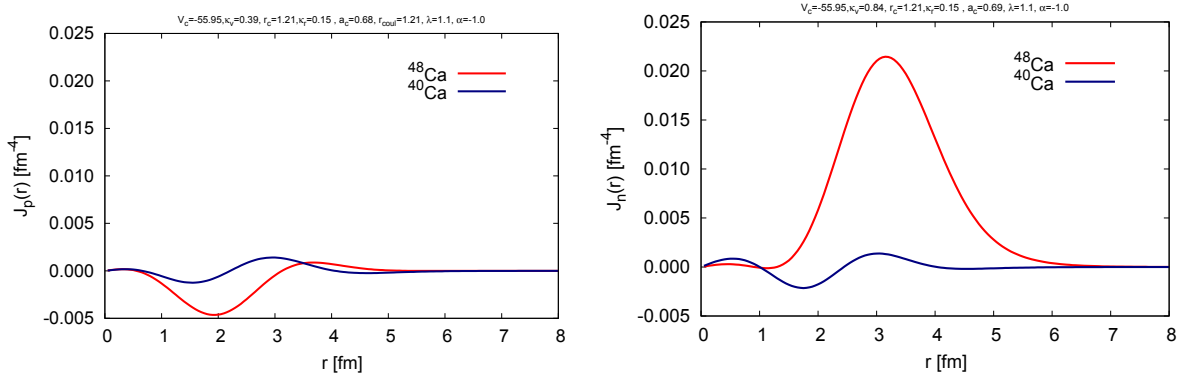 V_c=-55.95,κ_v=0.39, r_c=1.21,κ_r=0.15 , a_c=0.68, r_coul=1.21, λ=1.1, α=-1.0
0.025
0.020
0.015
0.010
0.005
0.000
-0.005
J_p(r) [fm^-4]
^48Ca
^40Ca
0 1 2 3 4 5 6 7 8
r [fm]
V_c=-55.95,κ_v=0.84, r_c=1.21,κ_r=0.15 , a_c=0.69, λ=1.1, α=-1.0
0.025
0.020
0.015
0.010
0.005
0.000
-0.005
J_n(r) [fm^-4]
^48Ca
^40Ca
0 1 2 3 4 5 6 7 8
r [fm]